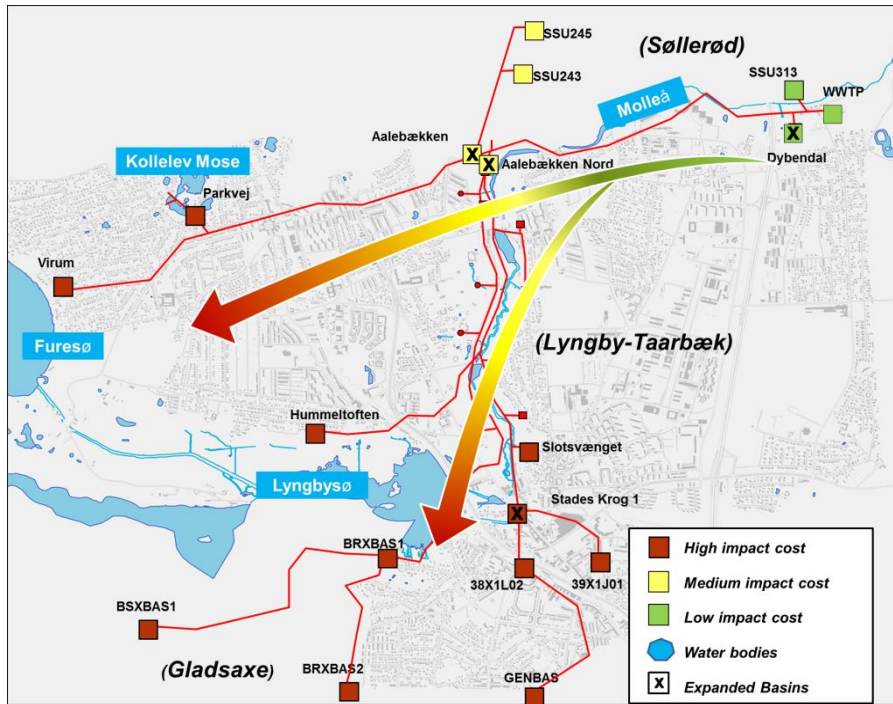 SSU245
(Søllerød)
SSU243
SSU313
WWTP
Molleå
Aalebækken
Dybendal
Aalebækken Nord
Kollelev Mose
Parkvej
Virum
Furesø
(Lyngby-Taarbæk)
Hummeltoften
Slotsvænget
Lyngbysø
Stades Krog 1
BRXBAS1
38X1L02
39X1J01
BSXBAS1
(Gladsaxe)
BRXBAS2
GENBAS
High impact cost
Medium impact cost
Low impact cost
Water bodies
X Expanded Basins